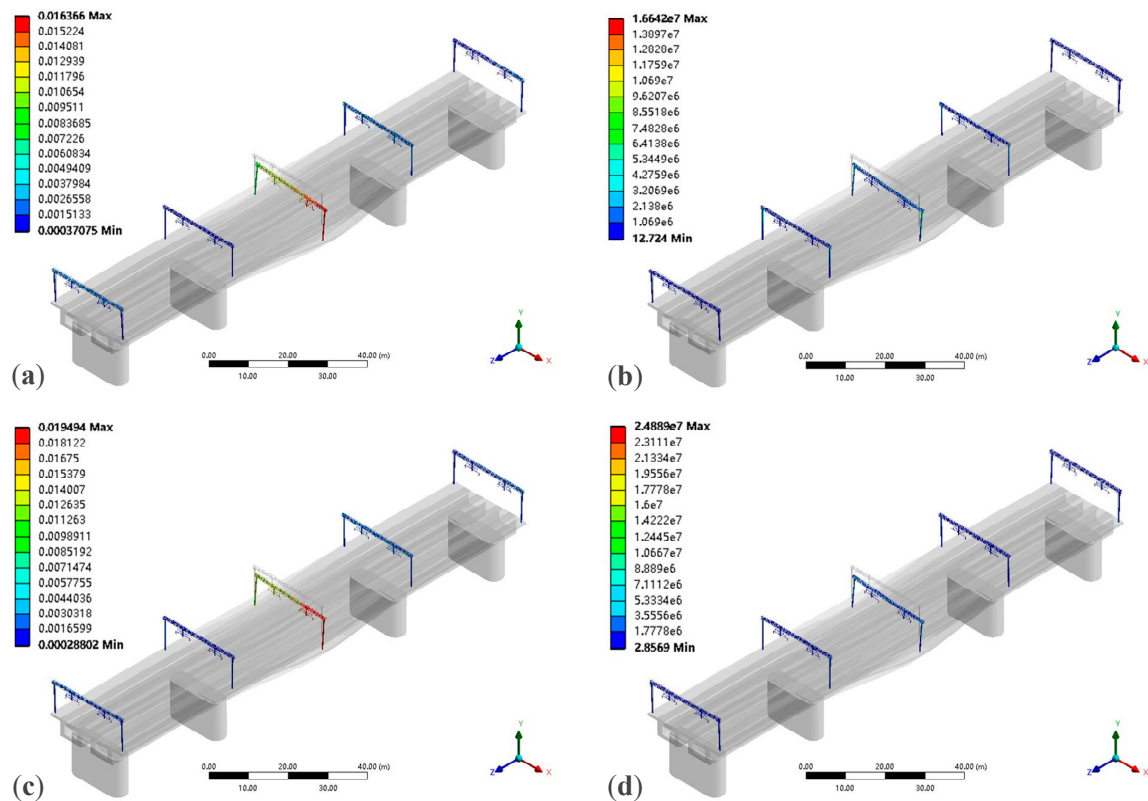 0.016366 Max
0.015224
0.014081
0.012939
0.011796
0.010654
0.009511
0.0083685
0.007226
0.0060834
0.0049409
0.0037984
0.0026558
0.0015133
0.00037075 Min
0.00
20.00
40.00 (m)
10.00
30.00
Y
Z
X
(a)
1.6642e7 Max
1.3897e7
1.2828e7
1.1759e7
1.069e7
9.6207e6
8.5518e6
7.4828e6
6.4138e6
5.3449e6
4.2759e6
3.2069e6
2.138e6
1.069e6
12.724 Min
0.00
20.00
40.00 (m)
10.00
30.00
Y
Z
X
(b)
0.019494 Max
0.018122
0.01675
0.015379
0.014007
0.012635
0.011263
0.0098911
0.0085192
0.0071474
0.0057755
0.0044036
0.0030318
0.0016599
0.00028802 Min
0.00
20.00
40.00 (m)
10.00
30.00
Y
Z
X
(c)
2.4889e7 Max
2.3111e7
2.1334e7
1.9556e7
1.7778e7
1.6e7
1.4222e7
1.2445e7
1.0667e7
8.889e6
7.1112e6
5.3334e6
3.5556e6
1.7778e6
2.8569 Min
0.00
20.00
40.00 (m)
10.00
30.00
Y
Z
X
(d)